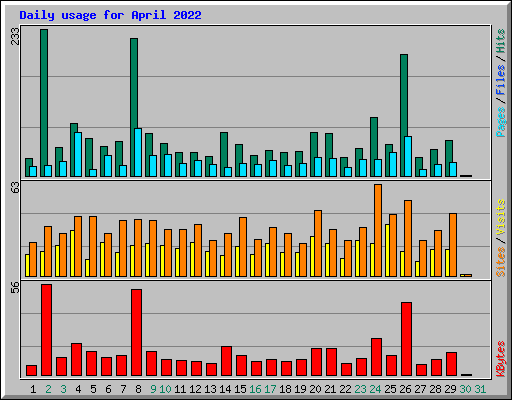 Daily usage for April 2022
233
Pages / Files / Hits
63
Sites / Visits
56
KBytes
1 2 3 4 5 6 7 8 9 10 11 12 13 14 15 16 17 18 19 20 21 22 23 24 25 26 27 28 29 30 31